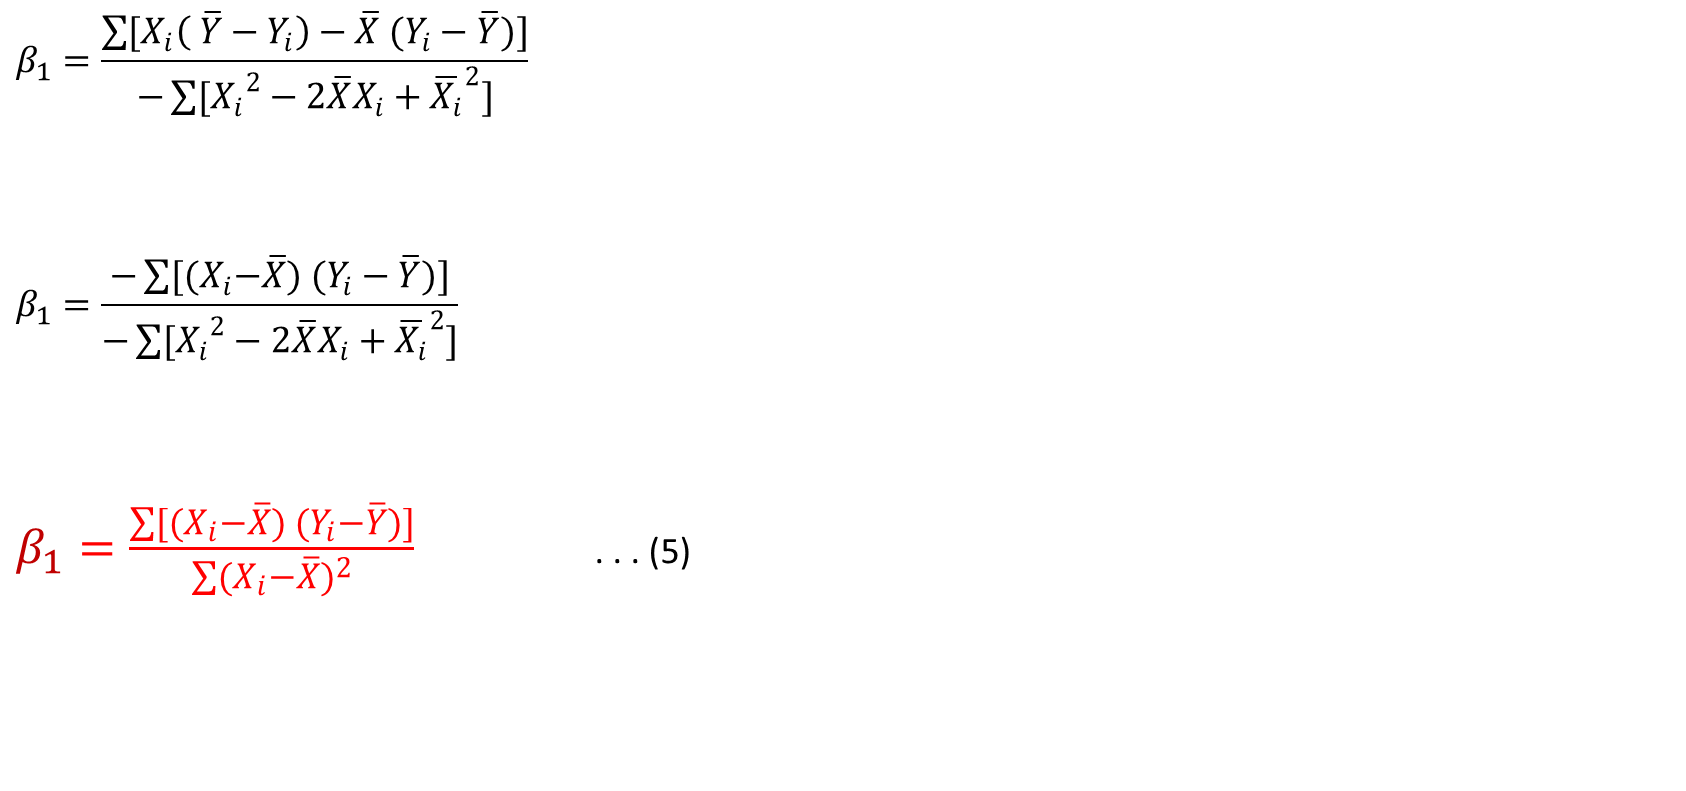 β₁ = ∑[Xᵢ( Ȳ − Yᵢ) − X̄ (Yᵢ − Ȳ)] / −∑[Xᵢ² − 2X̄Xᵢ + X̄ᵢ²]
β₁ = −∑[(Xᵢ−X̄) (Yᵢ − Ȳ)] / −∑[Xᵢ² − 2X̄Xᵢ + X̄ᵢ²]
β₁ = ∑[(Xᵢ−X̄) (Yᵢ−Ȳ)] / ∑(Xᵢ−X̄)² . . . (5)